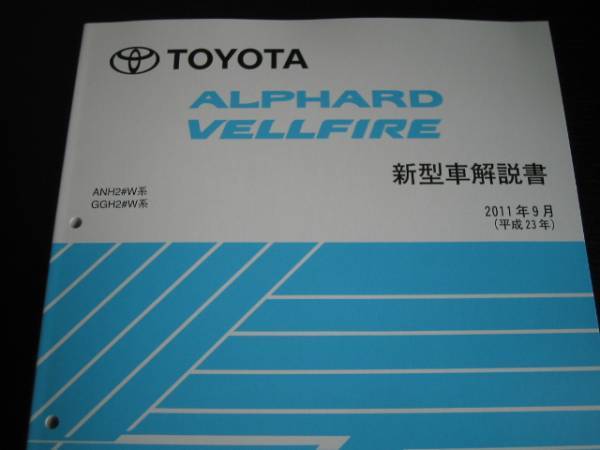 TOYOTA
ALPHARD
VELLFIRE
新型車解説書
ANH2#W系
GGH2#W系
2011年9月
(平成23年)